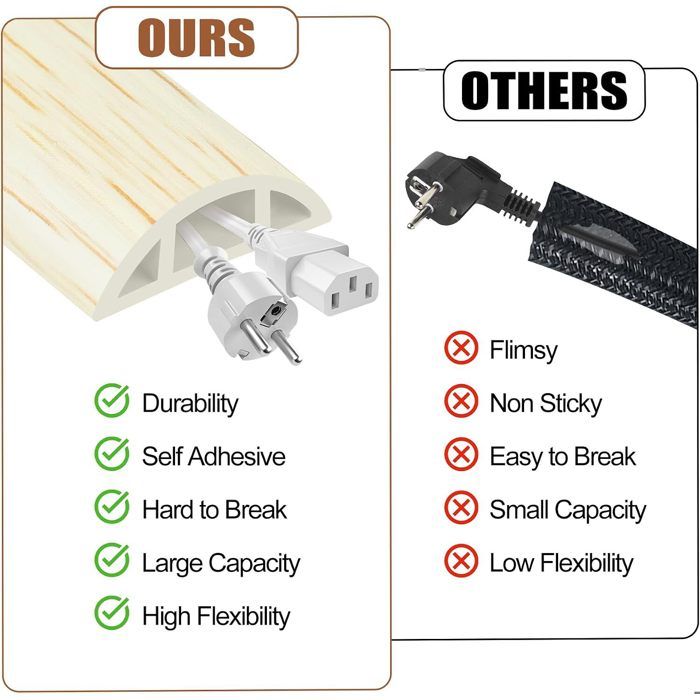 OURS
Durability
Self Adhesive
Hard to Break
Large Capacity
High Flexibility
OTHERS
Flimsy
Non Sticky
Easy to Break
Small Capacity
Low Flexibility